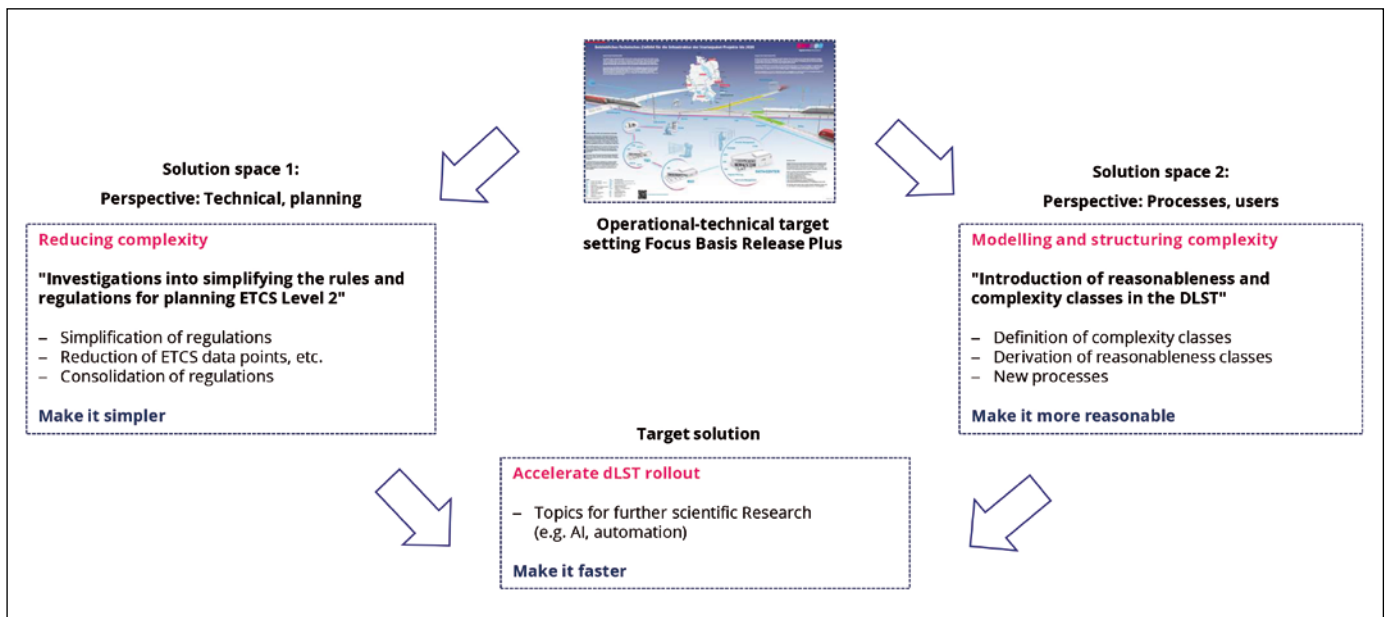 Operational-technical target
setting Focus Basis Release Plus
Solution space 1:
Perspective: Technical, planning
Reducing complexity
"Investigations into simplifying the rules and
regulations for planning ETCS Level 2"
– Simplification of regulations
– Reduction of ETCS data points, etc.
– Consolidation of regulations
Make it simpler
Solution space 2:
Perspective: Processes, users
Modelling and structuring complexity
"Introduction of reasonableness and
complexity classes in the DLST"
– Definition of complexity classes
– Derivation of reasonableness classes
– New processes
Make it more reasonable
Target solution
Accelerate dLST rollout
– Topics for further scientific Research
(e.g. AI, automation)
Make it faster